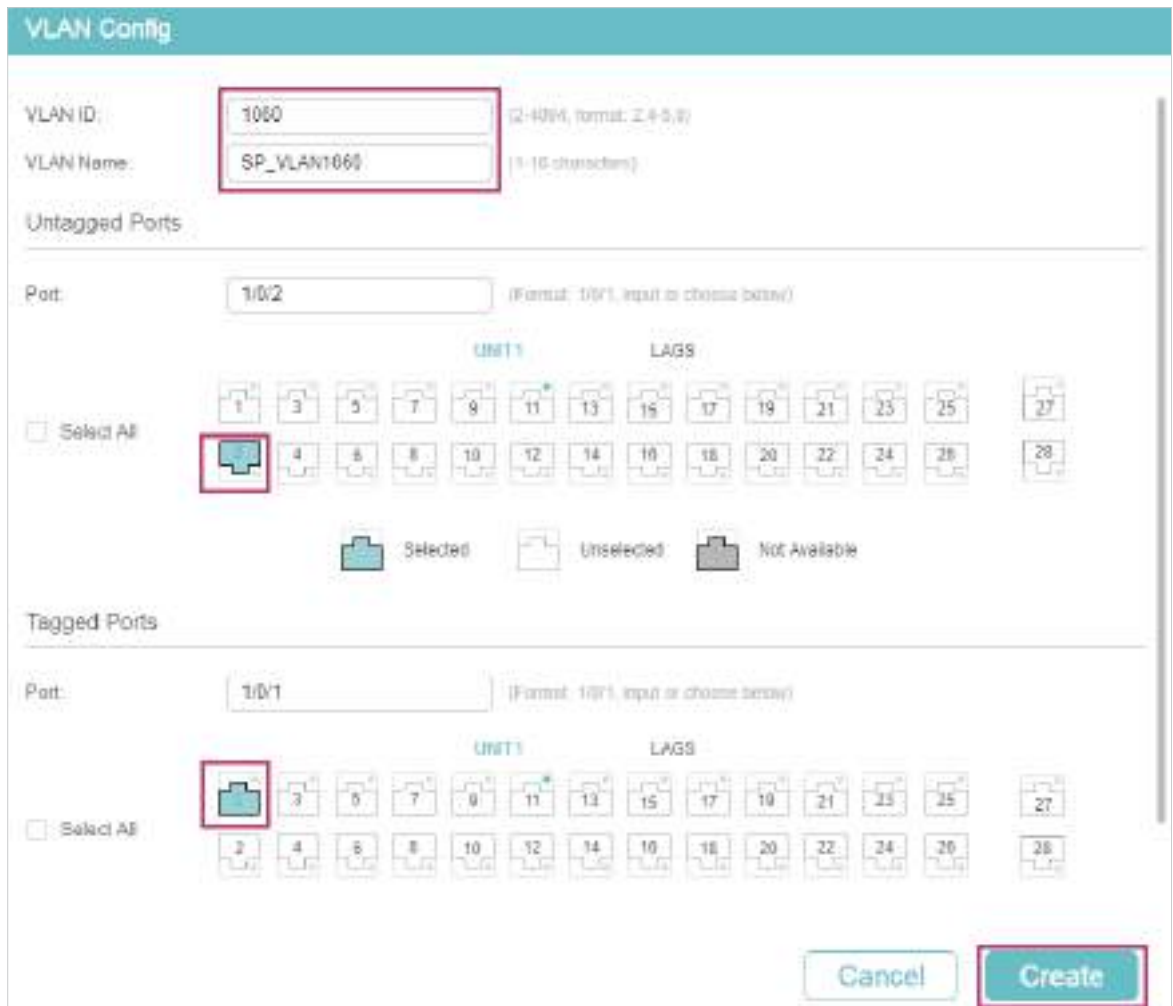 VLAN Config
VLAN ID: 1060 (2-4094, format: 2,4-5,8)
VLAN Name: SP_VLAN1060 (1-16 characters)
Untagged Ports
Port: 1/0/2 (Format: 1/0/1, input or choose below)
UNIT1 LAGS
1 3 5 7 9 11 13 15 17 19 21 23 25 27
Select All
2 4 6 8 10 12 14 16 18 20 22 24 26 28
Selected Unselected Not Available
Tagged Ports
Port: 1/0/1 (Format: 1/0/1, input or choose below)
UNIT1 LAGS
1 3 5 7 9 11 13 15 17 19 21 23 25 27
Select All
2 4 6 8 10 12 14 16 18 20 22 24 26 28
Cancel Create